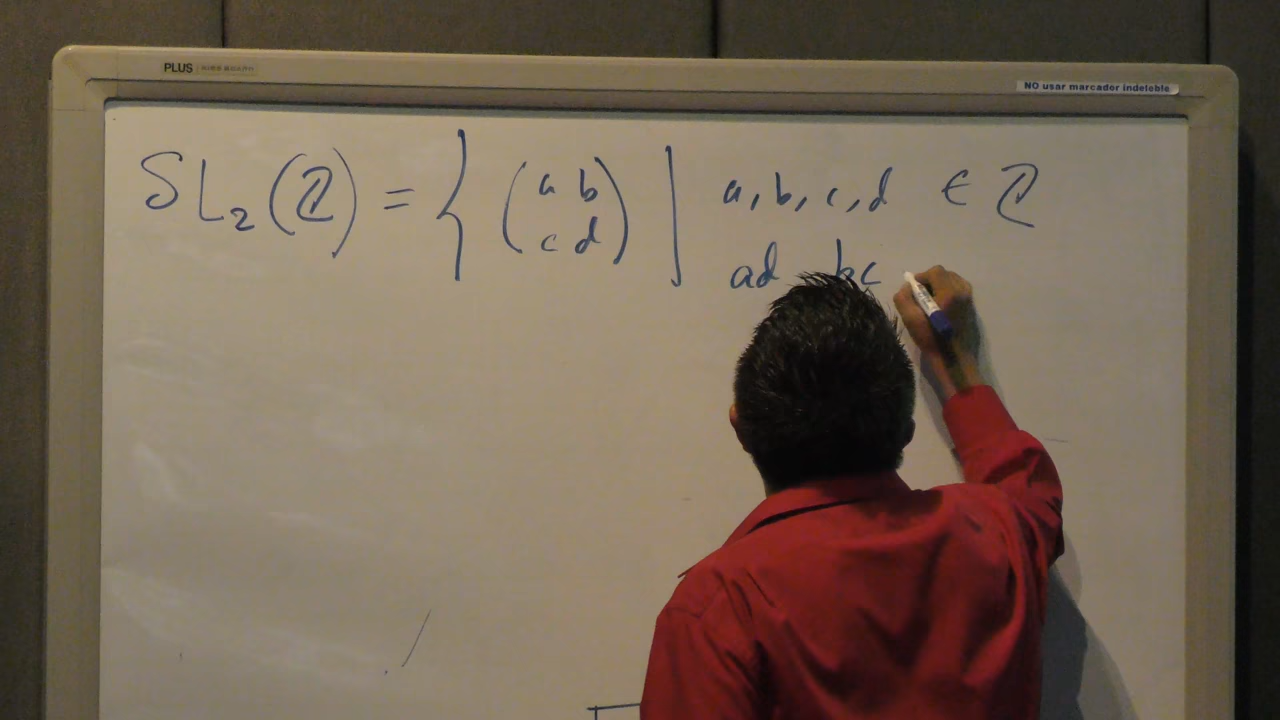 PLUS
NO usar marcador indeleble
SL₂(ℤ) = { (a b | a, b, c, d ∈ ℤ
c d) ad bc